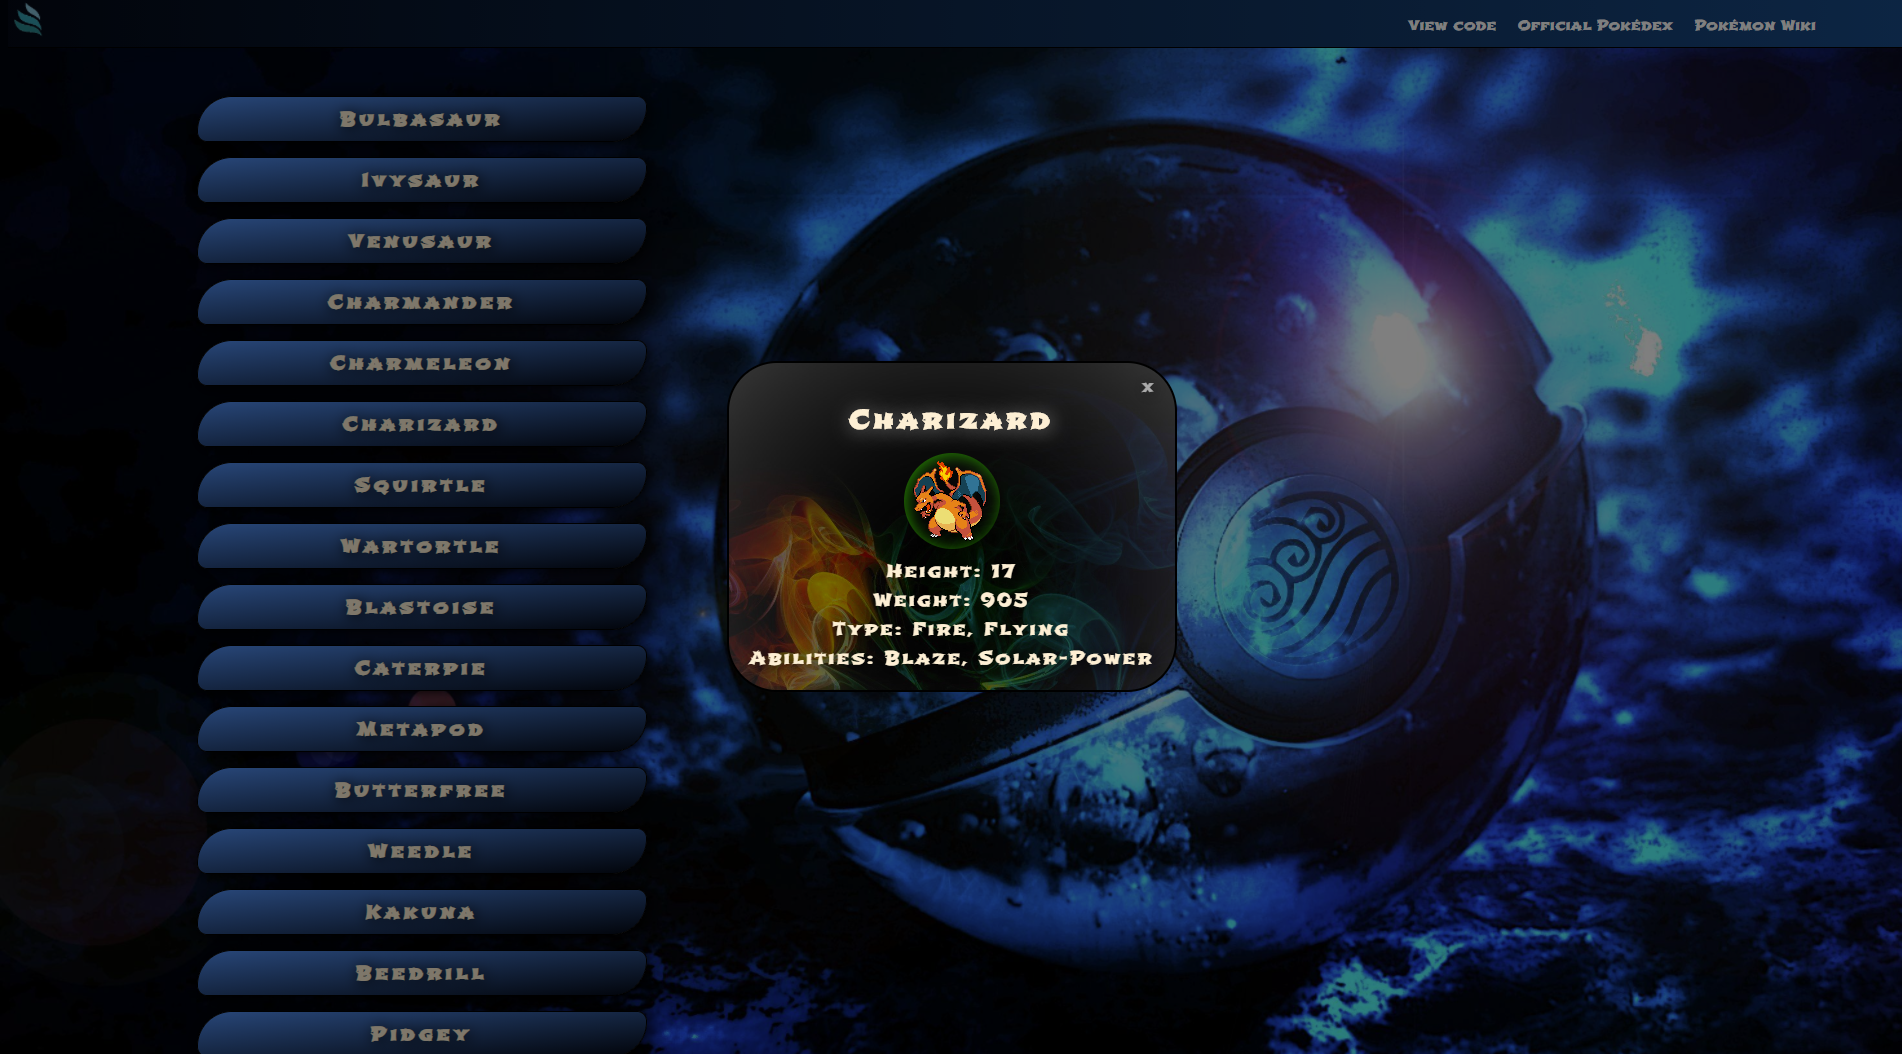 View code
Official Pokédex
Pokémon Wiki
Bulbasaur
Ivysaur
Venusaur
Charmander
Charmeleon
Charizard
Squirtle
Wartortle
Blastoise
Caterpie
Metapod
Butterfree
Weedle
Kakuna
Beedrill
Pidgey
x
Charizard
Height: 17
Weight: 905
Type: Fire, Flying
Abilities: Blaze, Solar-Power